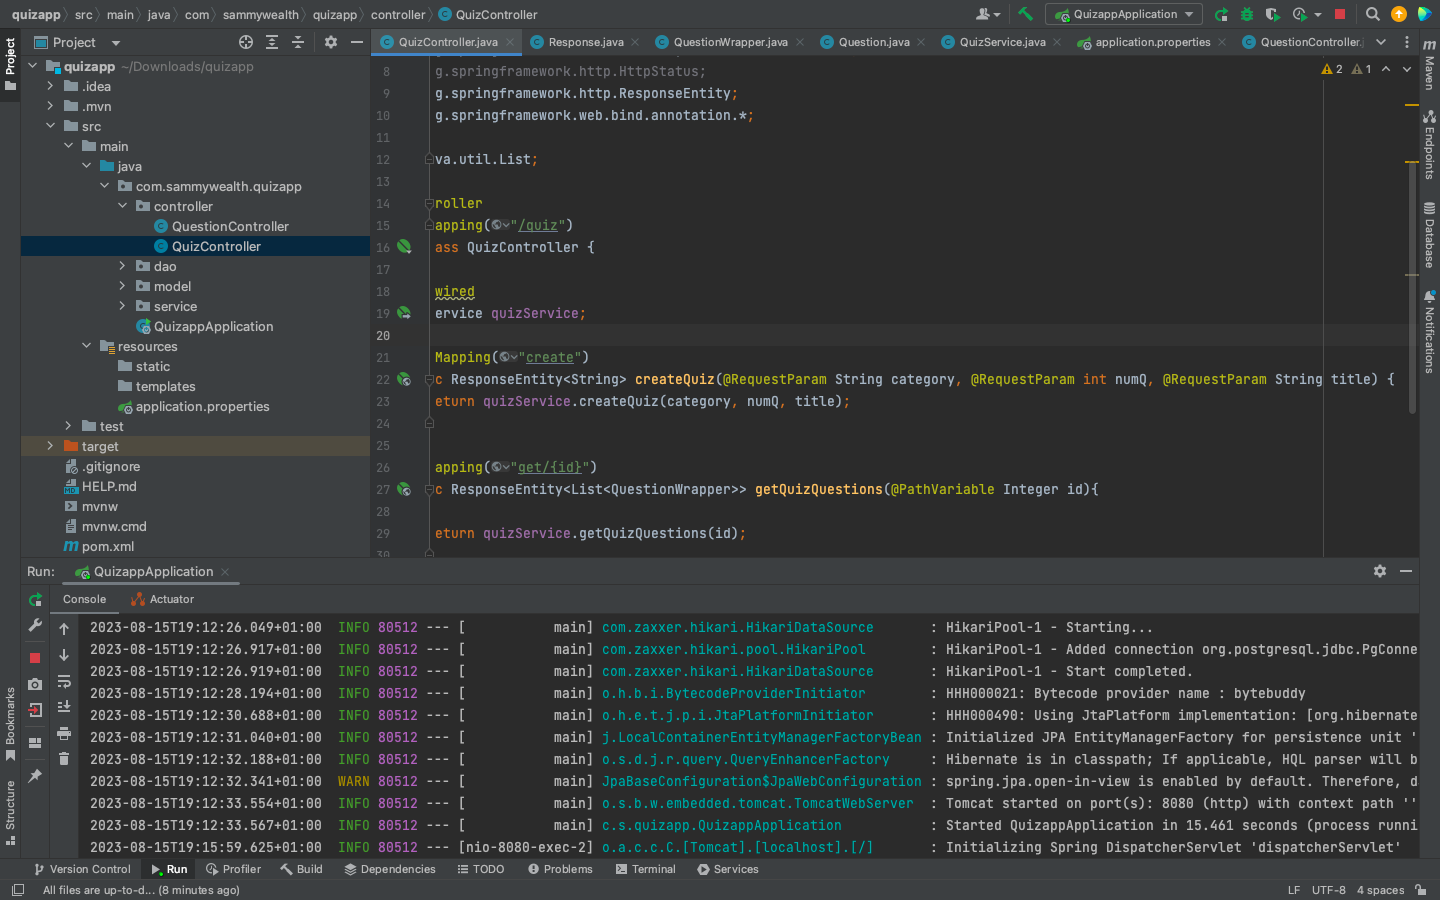 quizapp src main java com sammywealth quizapp controller QuizController QuizappApplication
Project
Project
QuizController.java Response.java QuestionWrapper.java Question.java QuizService.java application.properties QuestionController.j
quizapp ~/Downloads/quizapp
.idea
.mvn
src
main
java
com.sammywealth.quizapp
controller
QuestionController
QuizController
dao
model
service
QuizappApplication
resources
static
templates
application.properties
test
target
.gitignore
HELP.md
mvnw
mvnw.cmd
pom.xml
2 1
8 g.springframework.http.HttpStatus;
9 g.springframework.http.ResponseEntity;
10 g.springframework.web.bind.annotation.*;
11
12 va.util.List;
13
14 roller
15 apping("/quiz")
16 ass QuizController {
17
18 wired
19 ervice quizService;
20
21 Mapping("create")
22 c ResponseEntity<String> createQuiz(@RequestParam String category, @RequestParam int numQ, @RequestParam String title) {
23 eturn quizService.createQuiz(category, numQ, title);
24
25
26 apping("get/{id}")
27 c ResponseEntity<List<QuestionWrapper>> getQuizQuestions(@PathVariable Integer id){
28
29 eturn quizService.getQuizQuestions(id);
30
Maven
Endpoints
Database
Notifications
Run: QuizappApplication
Console Actuator
2023-08-15T19:12:26.049+01:00 INFO 80512 --- [ main] com.zaxxer.hikari.HikariDataSource : HikariPool-1 - Starting...
2023-08-15T19:12:26.917+01:00 INFO 80512 --- [ main] com.zaxxer.hikari.pool.HikariPool : HikariPool-1 - Added connection org.postgresql.jdbc.PgConne
2023-08-15T19:12:26.919+01:00 INFO 80512 --- [ main] com.zaxxer.hikari.HikariDataSource : HikariPool-1 - Start completed.
2023-08-15T19:12:28.194+01:00 INFO 80512 --- [ main] o.h.b.i.BytecodeProviderInitiator : HHH000021: Bytecode provider name : bytebuddy
2023-08-15T19:12:30.688+01:00 INFO 80512 --- [ main] o.h.e.t.j.p.i.JtaPlatformInitiator : HHH000490: Using JtaPlatform implementation: [org.hibernate
2023-08-15T19:12:31.040+01:00 INFO 80512 --- [ main] j.LocalContainerEntityManagerFactoryBean : Initialized JPA EntityManagerFactory for persistence unit '
2023-08-15T19:12:32.188+01:00 INFO 80512 --- [ main] o.s.d.j.r.query.QueryEnhancerFactory : Hibernate is in classpath; If applicable, HQL parser will b
2023-08-15T19:12:32.341+01:00 WARN 80512 --- [ main] JpaBaseConfiguration$JpaWebConfiguration : spring.jpa.open-in-view is enabled by default. Therefore, d
2023-08-15T19:12:33.554+01:00 INFO 80512 --- [ main] o.s.b.w.embedded.tomcat.TomcatWebServer : Tomcat started on port(s): 8080 (http) with context path ''
2023-08-15T19:12:33.567+01:00 INFO 80512 --- [ main] c.s.quizapp.QuizappApplication : Started QuizappApplication in 15.461 seconds (process runni
2023-08-15T19:15:59.625+01:00 INFO 80512 --- [nio-8080-exec-2] o.a.c.c.C.[Tomcat].[localhost].[/] : Initializing Spring DispatcherServlet 'dispatcherServlet'
Bookmarks
Structure
Version Control Run Profiler Build Dependencies TODO Problems Terminal Services
All files are up-to-d... (8 minutes ago) LF UTF-8 4 spaces